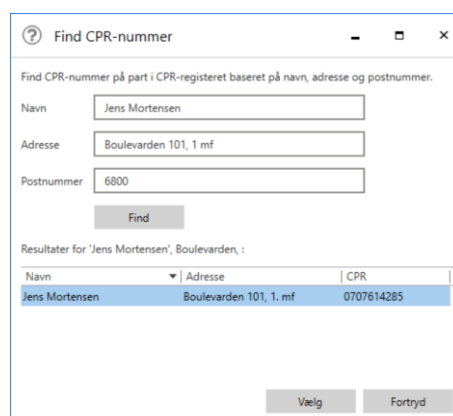 Find CPR-nummer
Find CPR-nummer på part i CPR-registeret baseret på navn, adresse og postnummer.
Navn Jens Mortensen
Adresse Boulevarden 101, 1 mf
Postnummer 6800
Find
Resultater for 'Jens Mortensen', Boulevarden, :
Navn Adresse CPR
Jens Mortensen Boulevarden 101, 1. mf 0707614285
Vælg Fortryd